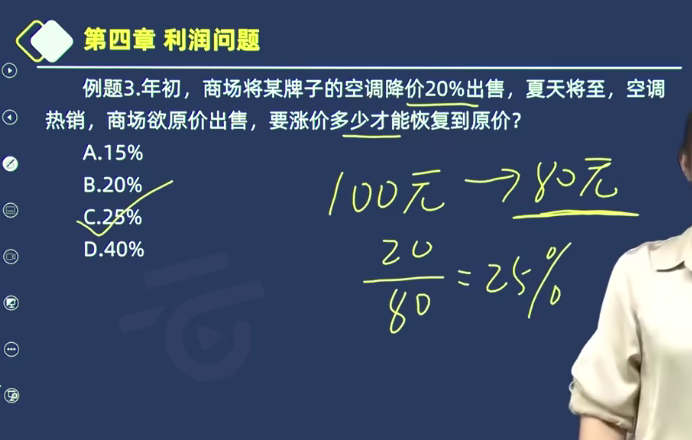 第四章 利润问题
例题3.年初，商场将某牌子的空调降价20%出售，夏天将至，空调
热销，商场欲原价出售，要涨价多少才能恢复到原价？
A.15%
B.20%
C.25%
D.40%
100元 → 80元
20
80
=25%